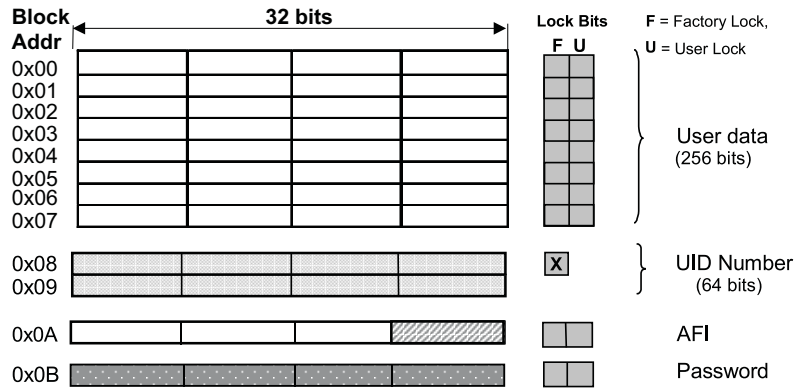 Block Addr
32 bits
Lock Bits
F U
F = Factory Lock,
U = User Lock
0x00
0x01
0x02
0x03
0x04
0x05
0x06
0x07
User data
(256 bits)
0x08
0x09
X
UID Number
(64 bits)
0x0A
AFI
0x0B
Password